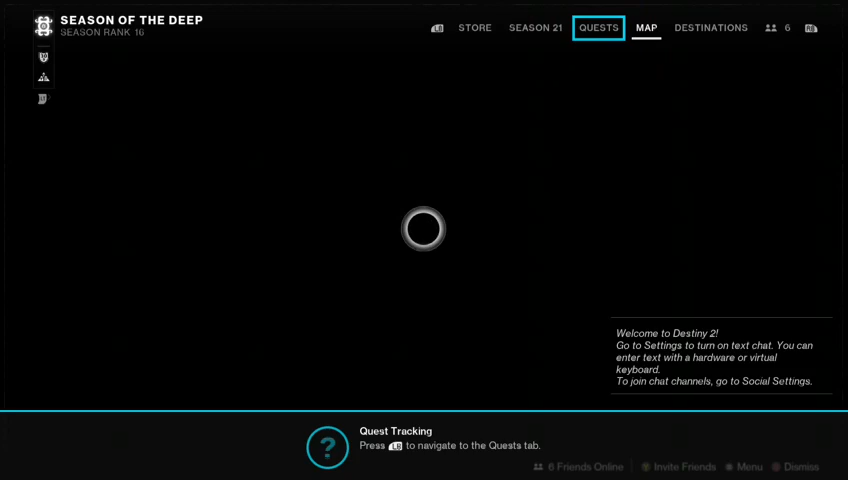 SEASON OF THE DEEP
SEASON RANK 16
LB STORE SEASON 21 QUESTS MAP DESTINATIONS 6 RB
Welcome to Destiny 2!
Go to Settings to turn on text chat. You can
enter text with a hardware or virtual
keyboard.
To join chat channels, go to Social Settings.
?
Quest Tracking
Press LB to navigate to the Quests tab.
6 Friends Online Y Invite Friends Menu Dismiss